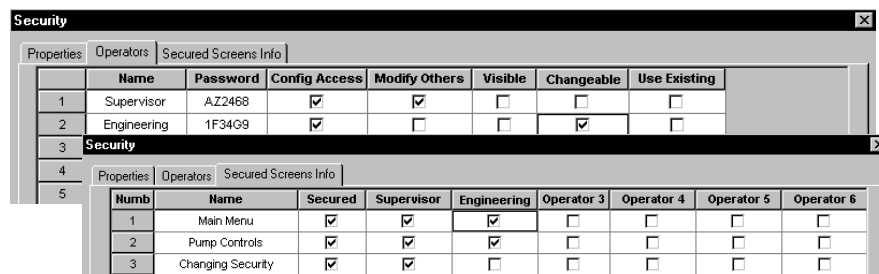 Security
Properties Operators Secured Screens Info
Name Password Config Access Modify Others Visible Changeable Use Existing
1 Supervisor AZ2468
2 Engineering 1F34G9
3
4
5
Security
Properties Operators Secured Screens Info
Numb Name Secured Supervisor Engineering Operator 3 Operator 4 Operator 5 Operator 6
1 Main Menu
2 Pump Controls
3 Changing Security